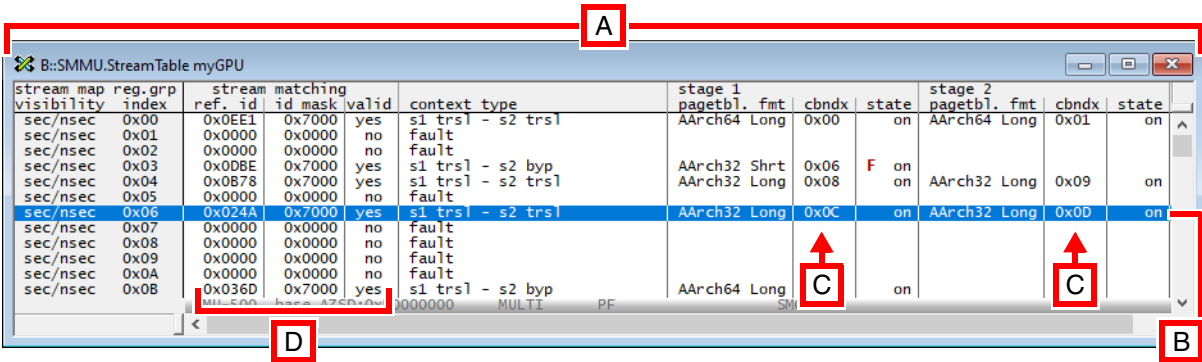 A
B::SMMU.StreamTable myGPU
stream map reg.grp stream matching stage 1 stage 2
visibility index ref. id id mask valid context type pagetbl. fmt cbndx state pagetbl. fmt cbndx state
sec/nsec 0x00 0x0EE1 0x7000 yes s1 trsl - s2 trsl AArch64 Long 0x00 on AArch64 Long 0x01 on
sec/nsec 0x01 0x0000 0x0000 no fault
sec/nsec 0x02 0x0000 0x0000 no fault
sec/nsec 0x03 0x0DBE 0x7000 yes s1 trsl - s2 byp AArch32 Shrt 0x06 F on
sec/nsec 0x04 0x0B78 0x7000 yes s1 trsl - s2 trsl AArch32 Long 0x08 on AArch32 Long 0x09 on
sec/nsec 0x05 0x0000 0x0000 no fault
sec/nsec 0x06 0x024A 0x7000 yes s1 trsl - s2 trsl AArch32 Long 0x0C on AArch32 Long 0x0D on
sec/nsec 0x07 0x0000 0x0000 no fault
sec/nsec 0x08 0x0000 0x0000 no fault
sec/nsec 0x09 0x0000 0x0000 no fault
sec/nsec 0x0A 0x0000 0x0000 no fault
sec/nsec 0x0B 0x036D 0x7000 yes s1 trsl - s2 byp AArch64 Long on
C C
MU-500 base AZSD:0x 0000000 MULTI PF SM
D B